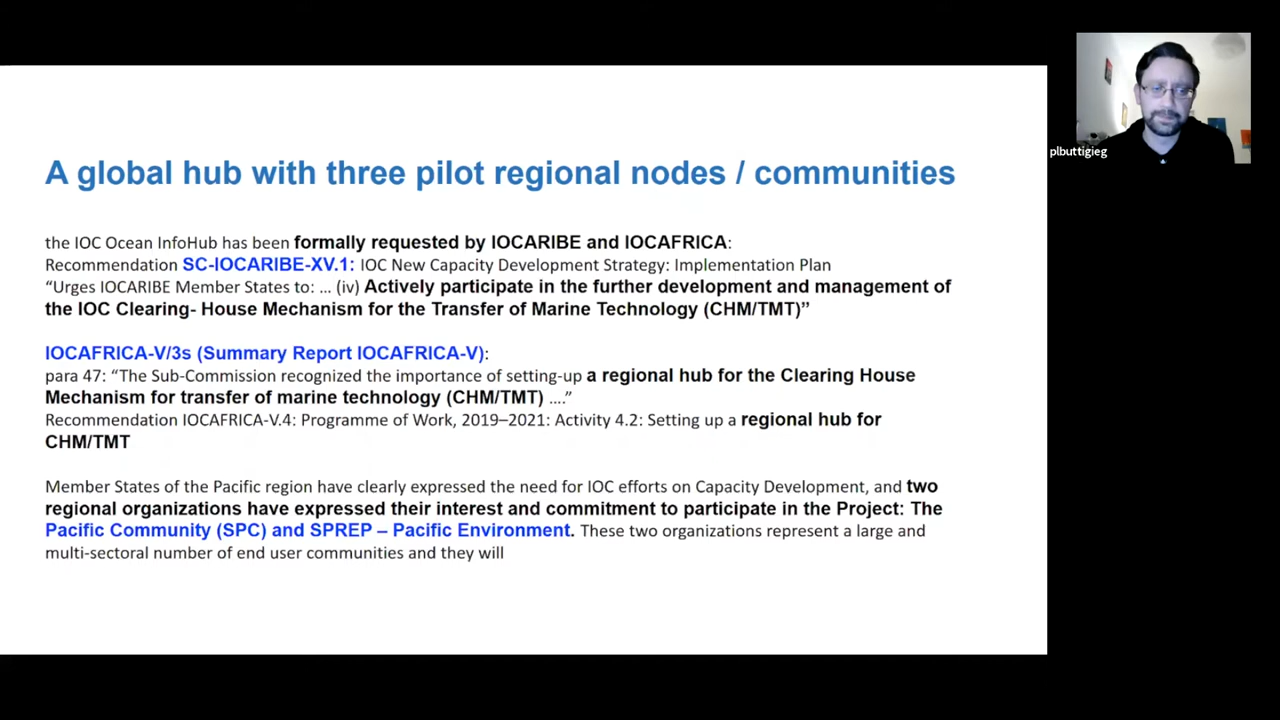 A global hub with three pilot regional nodes / communities
plbuttigieg
the IOC Ocean InfoHub has been formally requested by IOCARIBE and IOCAFRICA:
Recommendation SC-IOCARIBE-XV.1: IOC New Capacity Development Strategy: Implementation Plan
“Urges IOCARIBE Member States to: ... (iv) Actively participate in the further development and management of
the IOC Clearing- House Mechanism for the Transfer of Marine Technology (CHM/TMT)”
IOCAFRICA-V/3s (Summary Report IOCAFRICA-V):
para 47: “The Sub-Commission recognized the importance of setting-up a regional hub for the Clearing House
Mechanism for transfer of marine technology (CHM/TMT) ....”
Recommendation IOCAFRICA-V.4: Programme of Work, 2019–2021: Activity 4.2: Setting up a regional hub for
CHM/TMT
Member States of the Pacific region have clearly expressed the need for IOC efforts on Capacity Development, and two
regional organizations have expressed their interest and commitment to participate in the Project: The
Pacific Community (SPC) and SPREP – Pacific Environment. These two organizations represent a large and
multi-sectoral number of end user communities and they will